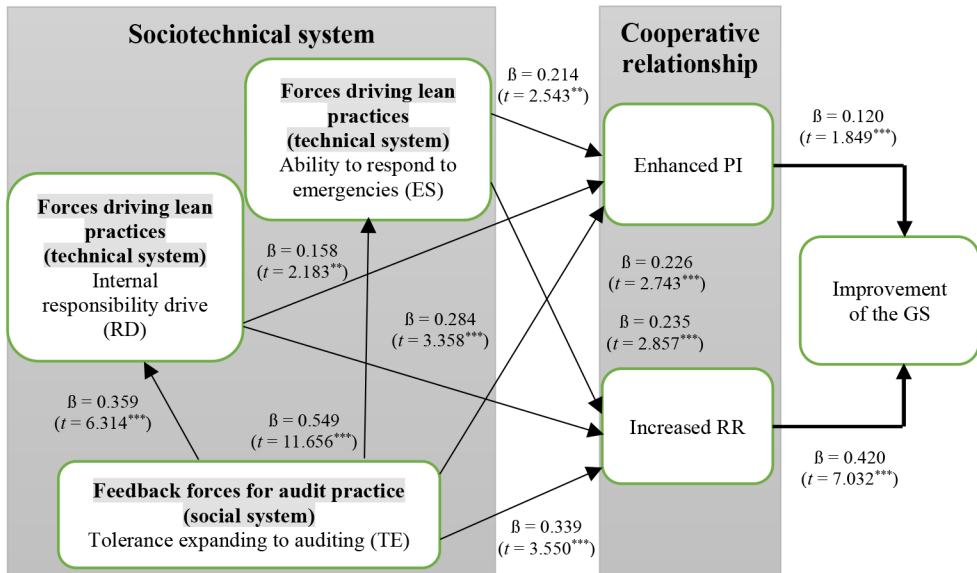 Sociotechnical system
Cooperative
relationship
Forces driving lean
practices
(technical system)
Ability to respond to
emergencies (ES)
ß = 0.214
(t = 2.543**)
Enhanced PI
ß = 0.120
(t = 1.849***)
Forces driving lean
practices
(technical system)
Internal
responsibility drive
(RD)
ß = 0.158
(t = 2.183**)
ß = 0.226
(t = 2.743***)
Improvement
of the GS
ß = 0.284
(t = 3.358***)
ß = 0.235
(t = 2.857***)
ß = 0.359
(t = 6.314***)
ß = 0.549
(t = 11.656***)
Increased RR
ß = 0.420
(t = 7.032***)
Feedback forces for audit practice
(social system)
Tolerance expanding to auditing (TE)
ß = 0.339
(t = 3.550***)